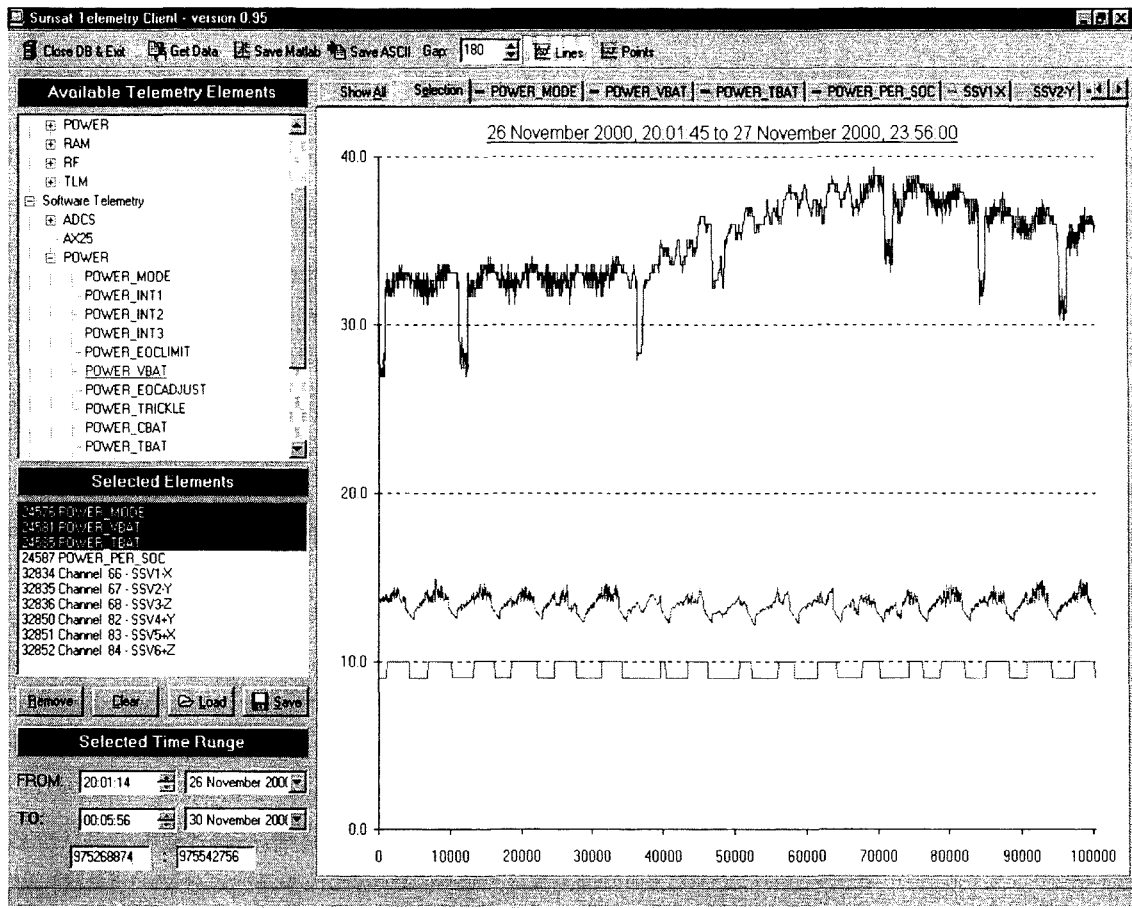 Sunsat Telemetry Client - version 0.95
Close DB & Exit Get Data Save Matlab Save ASCII Gap: 180 Lines Points
Available Telemetry Elements
POWER
RAM
RF
TLM
Software Telemetry
ADCS
AX25
POWER
POWER_MODE
POWER_INT1
POWER_INT2
POWER_INT3
POWER_EOCLIMIT
POWER_VBAT
POWER_EOCADJUST
POWER_TRICKLE
POWER_CBAT
POWER_TBAT
Selected Elements
24576 POWER_MODE
24581 POWER_VBAT
24585 POWER_TBAT
24587 POWER_PER_SOC
32834 Channel 66 - SSV1-X
32835 Channel 67 - SSV2-Y
32836 Channel 68 - SSV3-Z
32850 Channel 82 - SSV4+Y
32851 Channel 83 - SSV5+X
32852 Channel 84 - SSV6+Z
Remove Clear Load Save
Selected Time Range
FROM: 20:01:14 26 November 200(
TO: 00:05:56 30 November 200(
975268874 : 975542756
Show All Selection POWER_MODE POWER_VBAT POWER_TBAT POWER_PER_SOC SSV1-X SSV2-Y
26 November 2000, 20:01:45 to 27 November 2000, 23:56:00
40.0
30.0
20.0
10.0
0.0
0 10000 20000 30000 40000 50000 60000 70000 80000 90000 100000